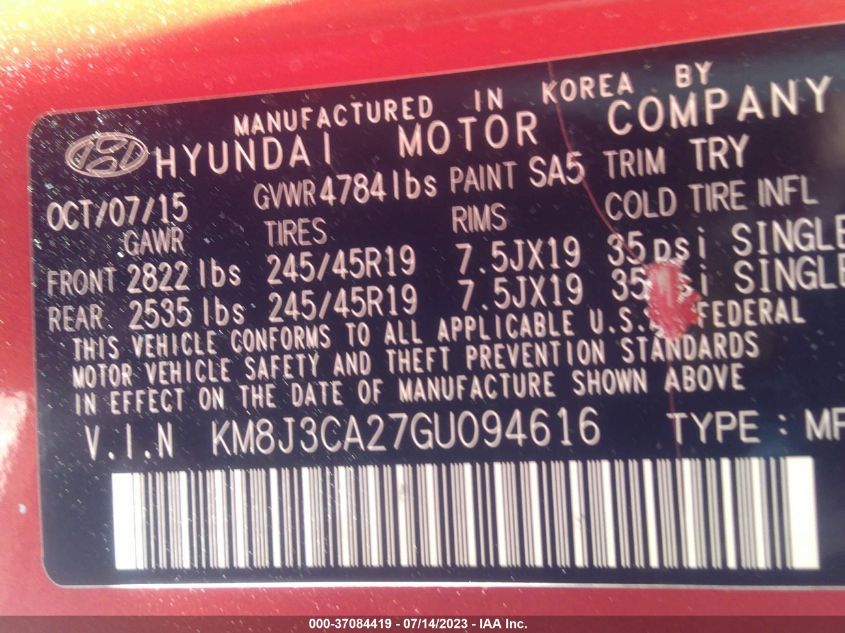 MANUFACTURED IN KOREA BY
HYUNDAI MOTOR COMPANY
OCT/07/15 GVWR 4784 lbs PAINT SA5 TRIM TRY
GAWR TIRES RIMS COLD TIRE INFL
FRONT 2822 lbs 245/45R19 7.5JX19 35 psi SINGLE
REAR 2535 lbs 245/45R19 7.5JX19 35 psi SINGLE
THIS VEHICLE CONFORMS TO ALL APPLICABLE U.S. FEDERAL
MOTOR VEHICLE SAFETY AND THEFT PREVENTION STANDARDS
IN EFFECT ON THE DATE OF MANUFACTURE SHOWN ABOVE
V.I.N KM8J3CA27GU094616 TYPE : MP
000-37084419 - 07/14/2023 - IAA Inc.